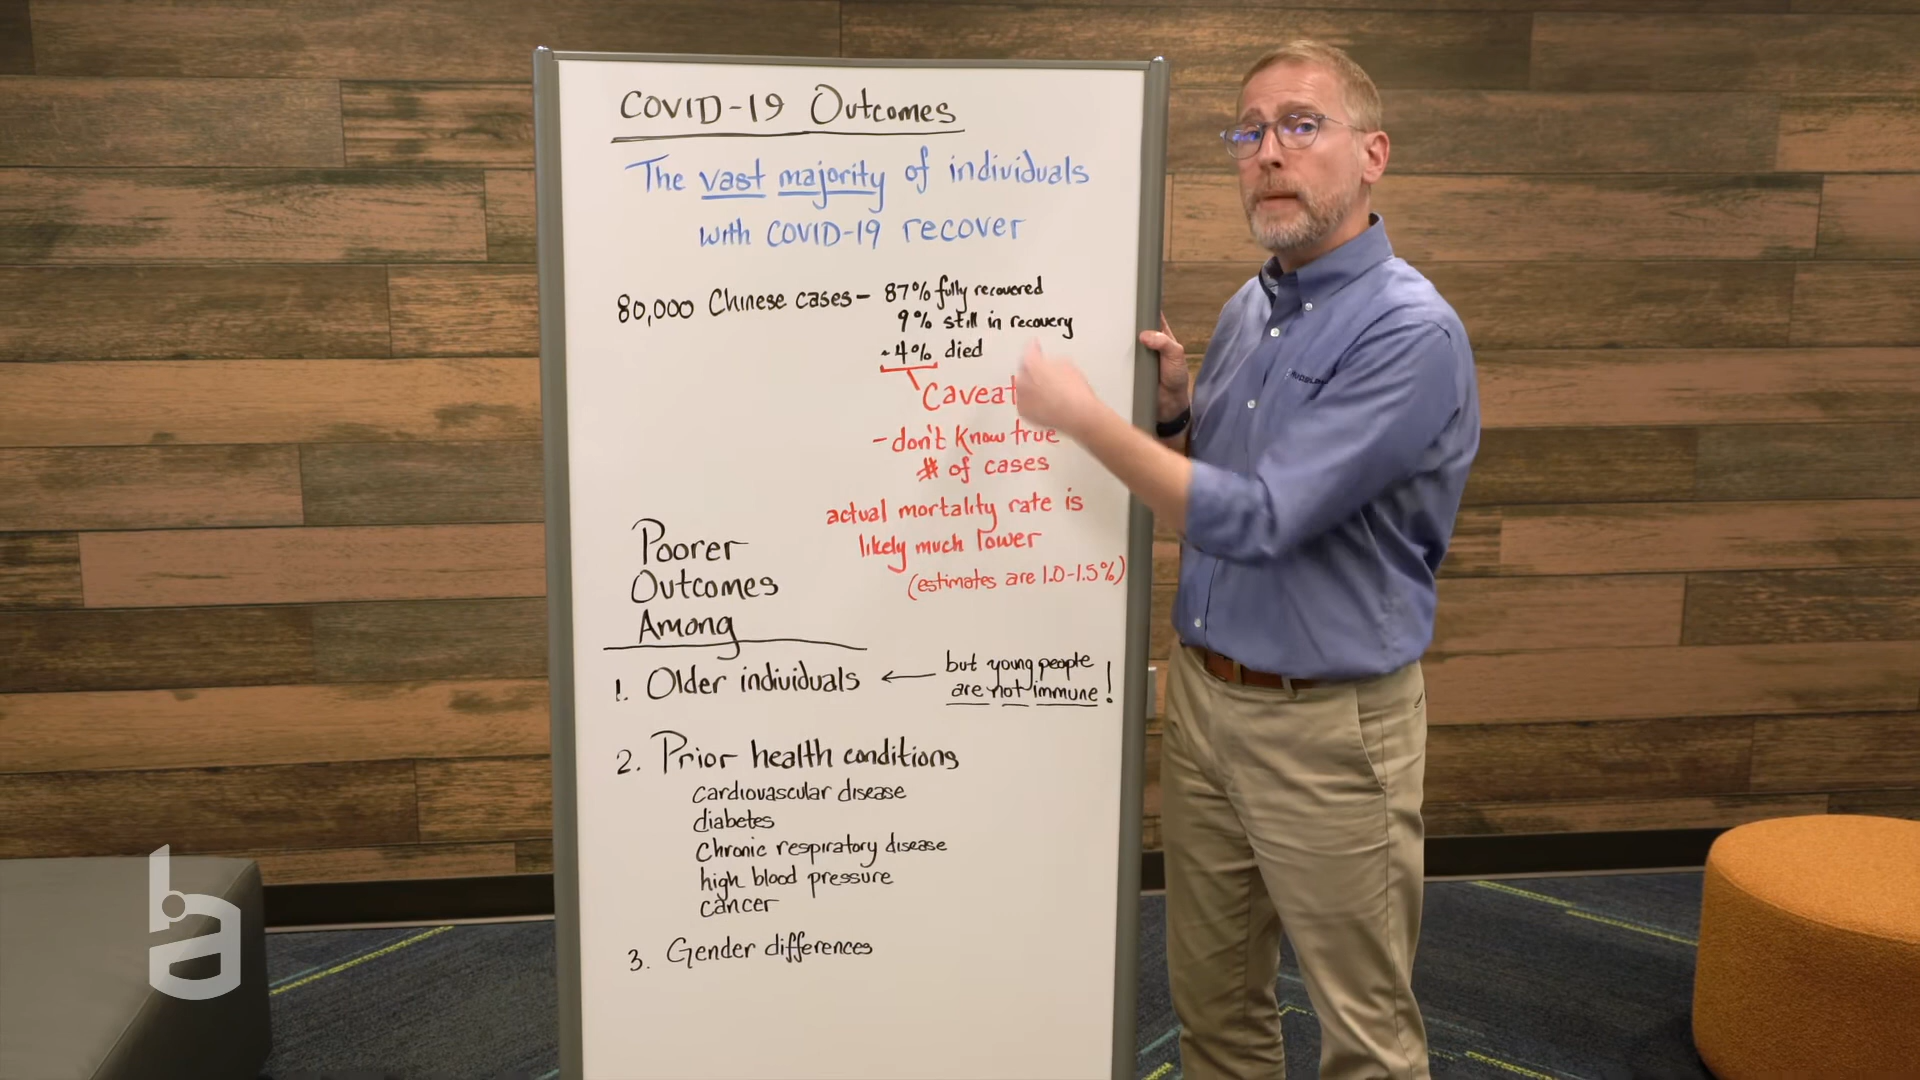 COVID-19 Outcomes
The vast majority of individuals
with COVID-19 recover
80,000 Chinese cases - 87% fully recovered
9% still in recovery
~4% died
Caveat
- don't know true
# of cases
actual mortality rate is
likely much lower
(estimates are 1.0-1.5%)
Poorer
Outcomes
Among
1. Older individuals ← but young people
are not immune!
2. Prior health conditions
cardiovascular disease
diabetes
chronic respiratory disease
high blood pressure
cancer
3. Gender differences
ha